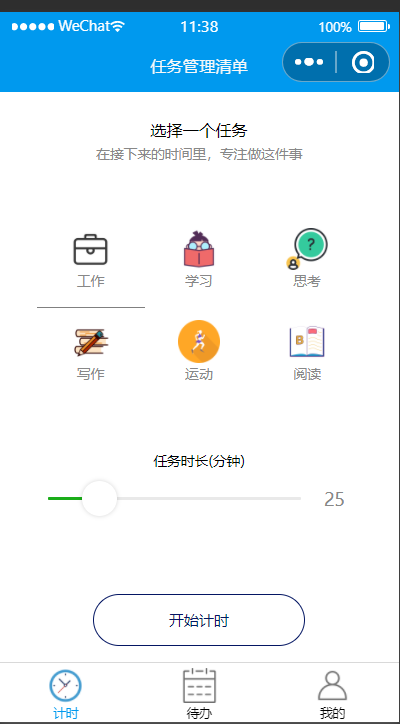 WeChat 11:38 100%
任务管理清单
选择一个任务
在接下来的时间里，专注做这件事
?
工作 学习 思考
B
写作 运动 阅读
任务时长(分钟)
25
开始计时
计时 待办 我的